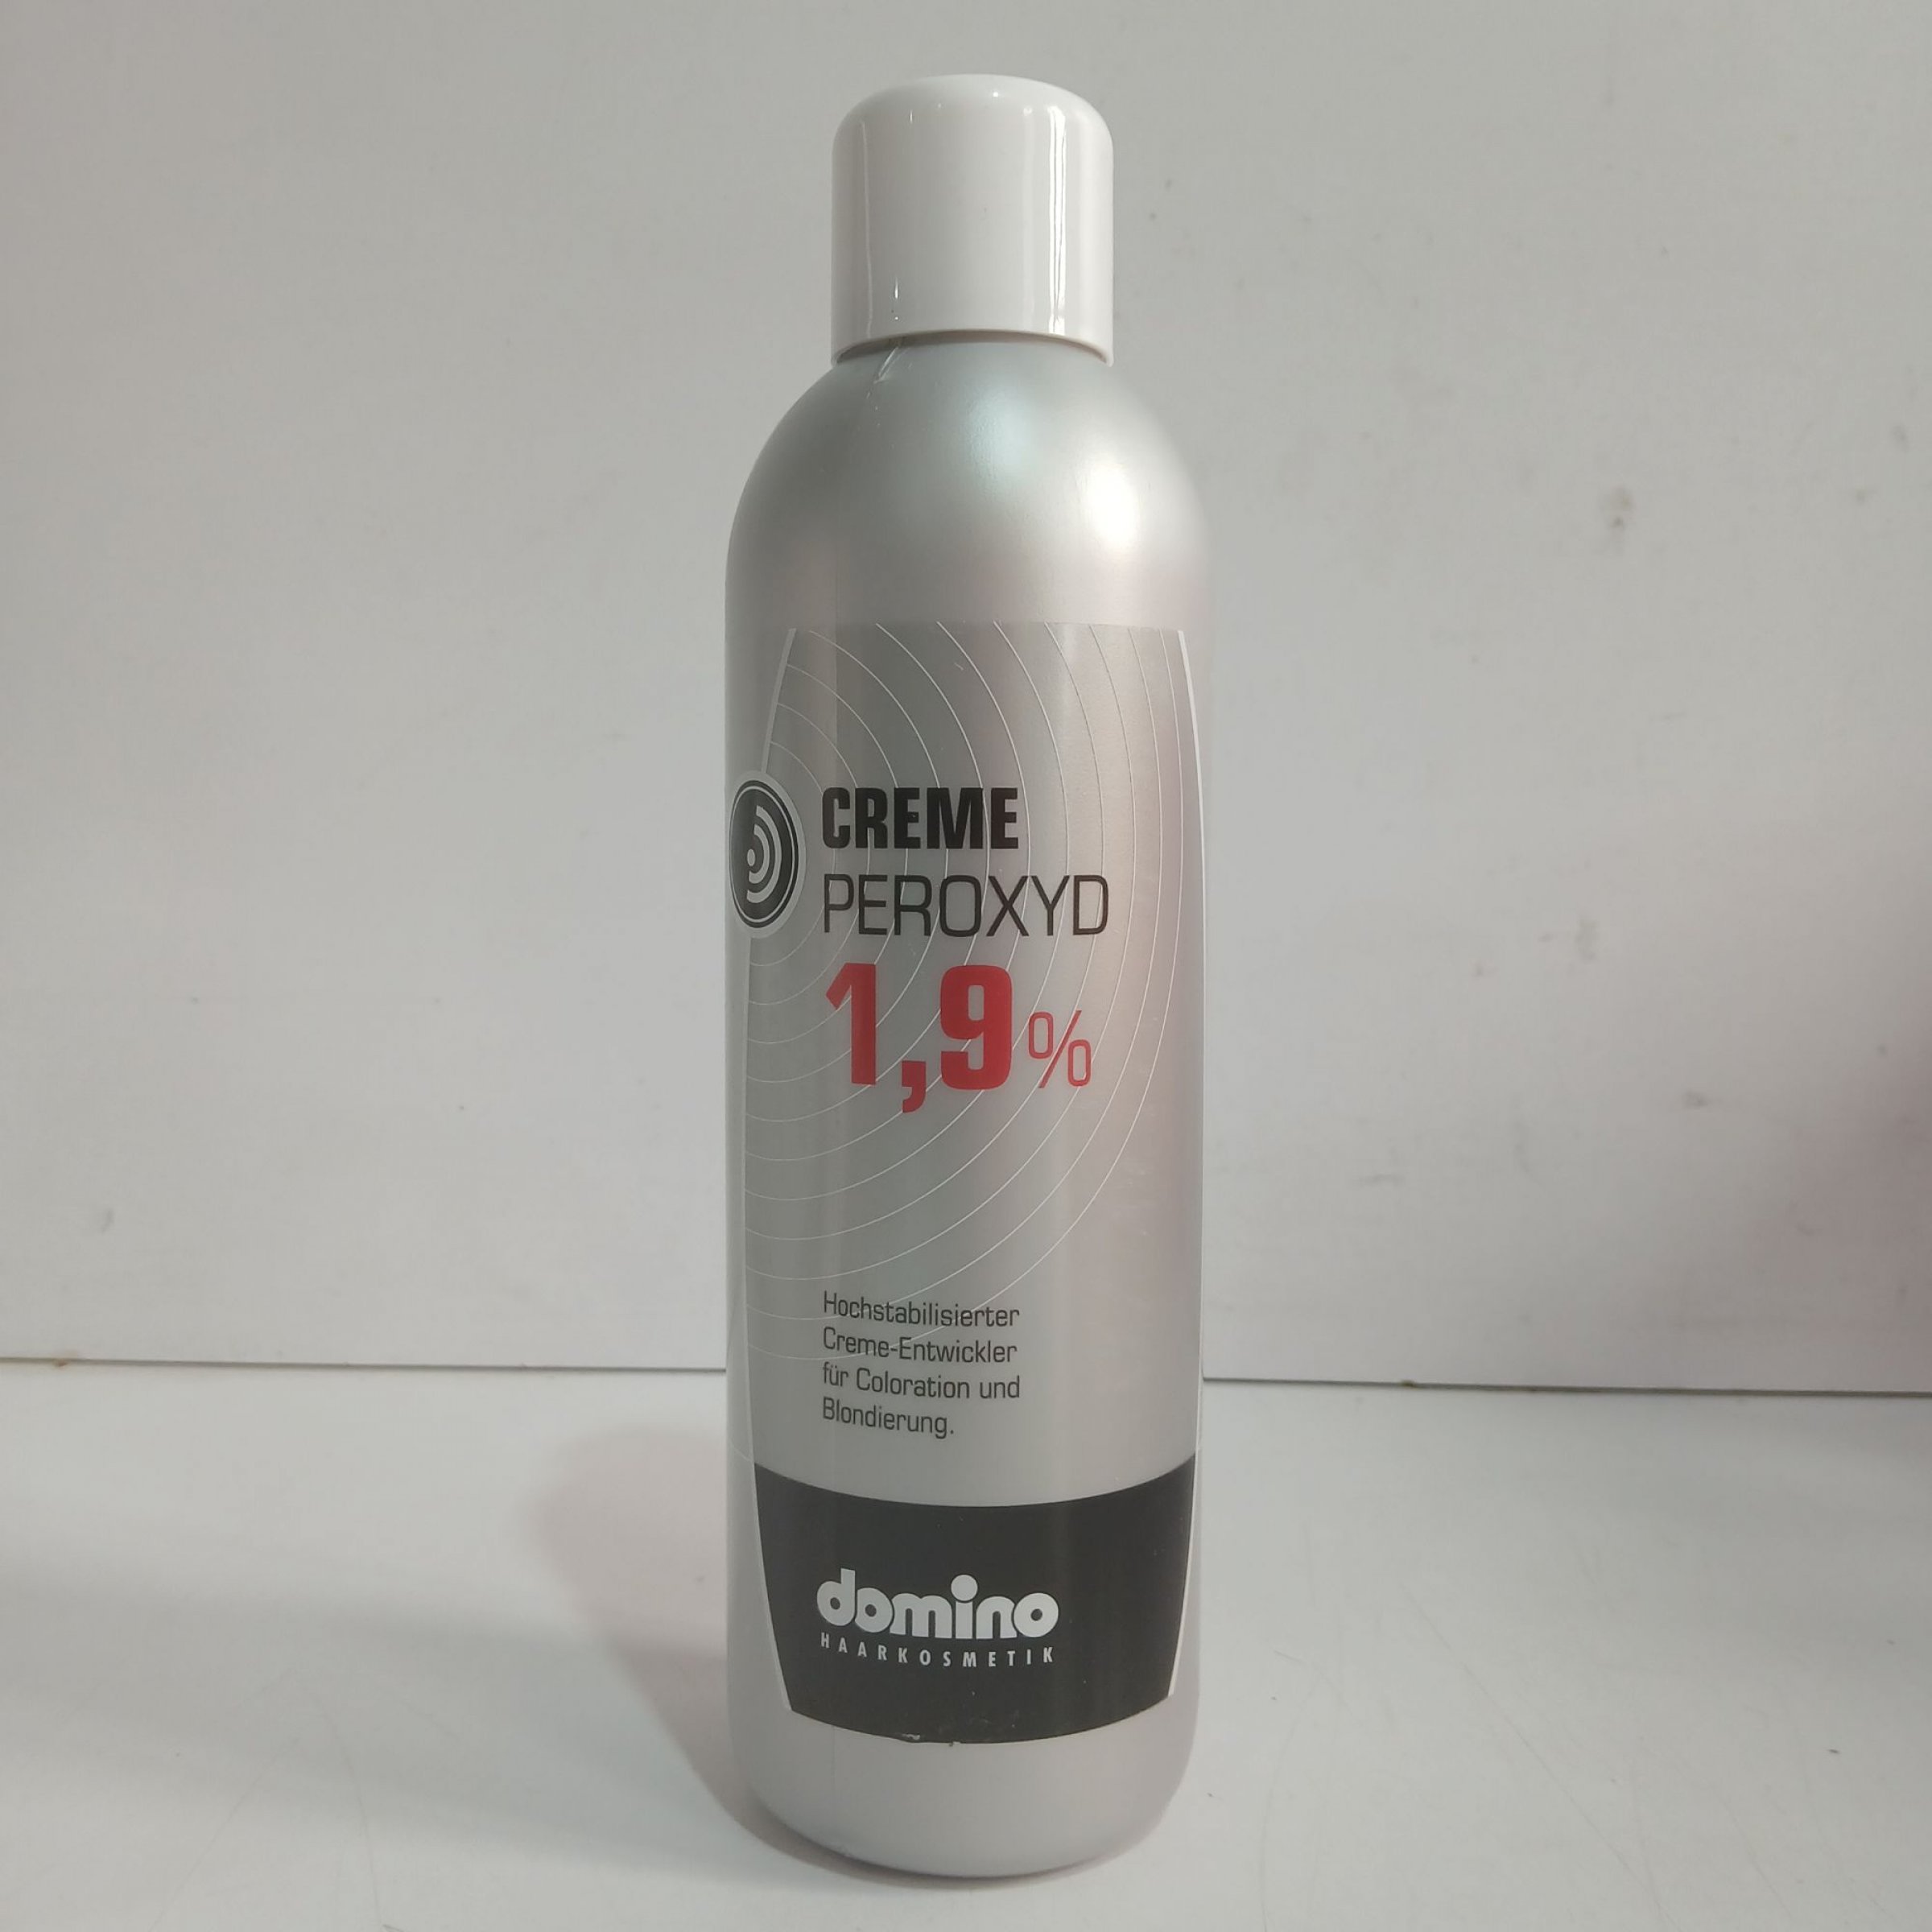 CREME
PEROXYD
1,9%
Hochstabilisierter
Creme-Entwickler
für Coloration und
Blondierung.
domino
HAARKOSMETIK